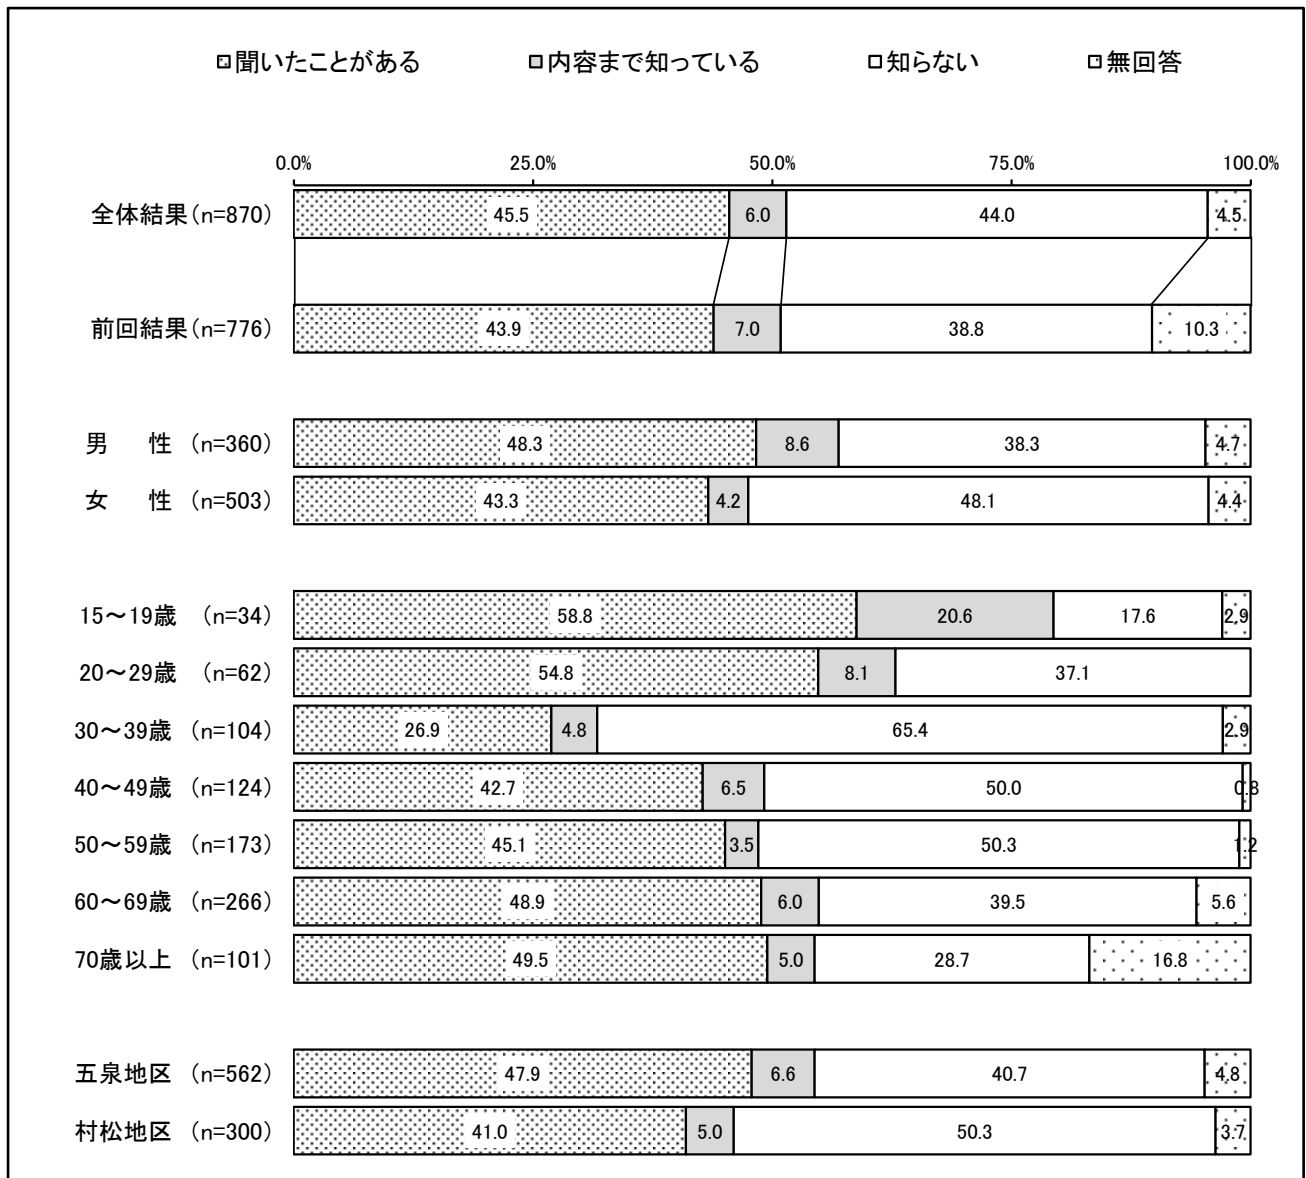 聞いたことがある 内容まで知っている 知らない 無回答
0.0% 25.0% 50.0% 75.0% 100.0%
全体結果(n=870) 45.5 6.0 44.0 4.5
前回結果(n=776) 43.9 7.0 38.8 10.3
男 性 (n=360) 48.3 8.6 38.3 4.7
女 性 (n=503) 43.3 4.2 48.1 4.4
15～19歳 (n=34) 58.8 20.6 17.6 2.9
20～29歳 (n=62) 54.8 8.1 37.1
30～39歳 (n=104) 26.9 4.8 65.4 2.9
40～49歳 (n=124) 42.7 6.5 50.0 0.8
50～59歳 (n=173) 45.1 3.5 50.3 1.2
60～69歳 (n=266) 48.9 6.0 39.5 5.6
70歳以上 (n=101) 49.5 5.0 28.7 16.8
五泉地区 (n=562) 47.9 6.6 40.7 4.8
村松地区 (n=300) 41.0 5.0 50.3 3.7